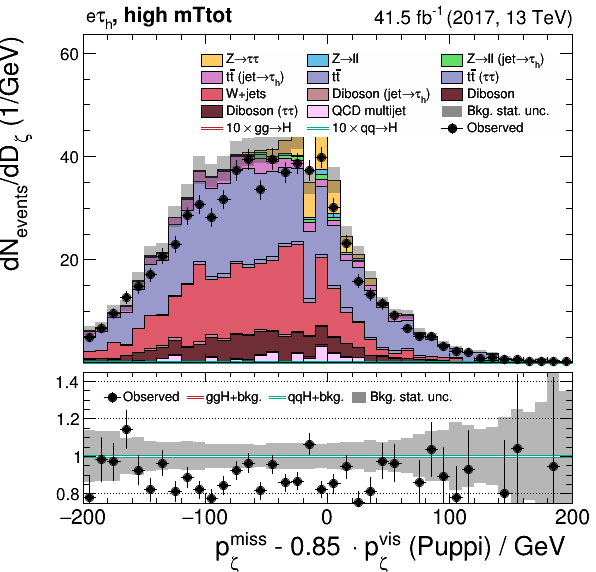 eτh, high mTtot 41.5 fb-1 (2017, 13 TeV)
dNevents/dDζ (1/GeV)
Z→ττ Z→ll Z→ll (jet→τh)
tt̄ (jet→τh) tt̄ tt̄ (ττ)
W+jets Diboson (jet→τh) Diboson
Diboson (ττ) QCD multijet Bkg. stat. unc.
10 × gg→H 10 × qq→H Observed
60
40
20
Observed ggH+bkg. qqH+bkg. Bkg. stat. unc.
1.4
1.2
1
0.8
−200 −100 0 100 200
pζmiss - 0.85 · pζvis (Puppi) / GeV